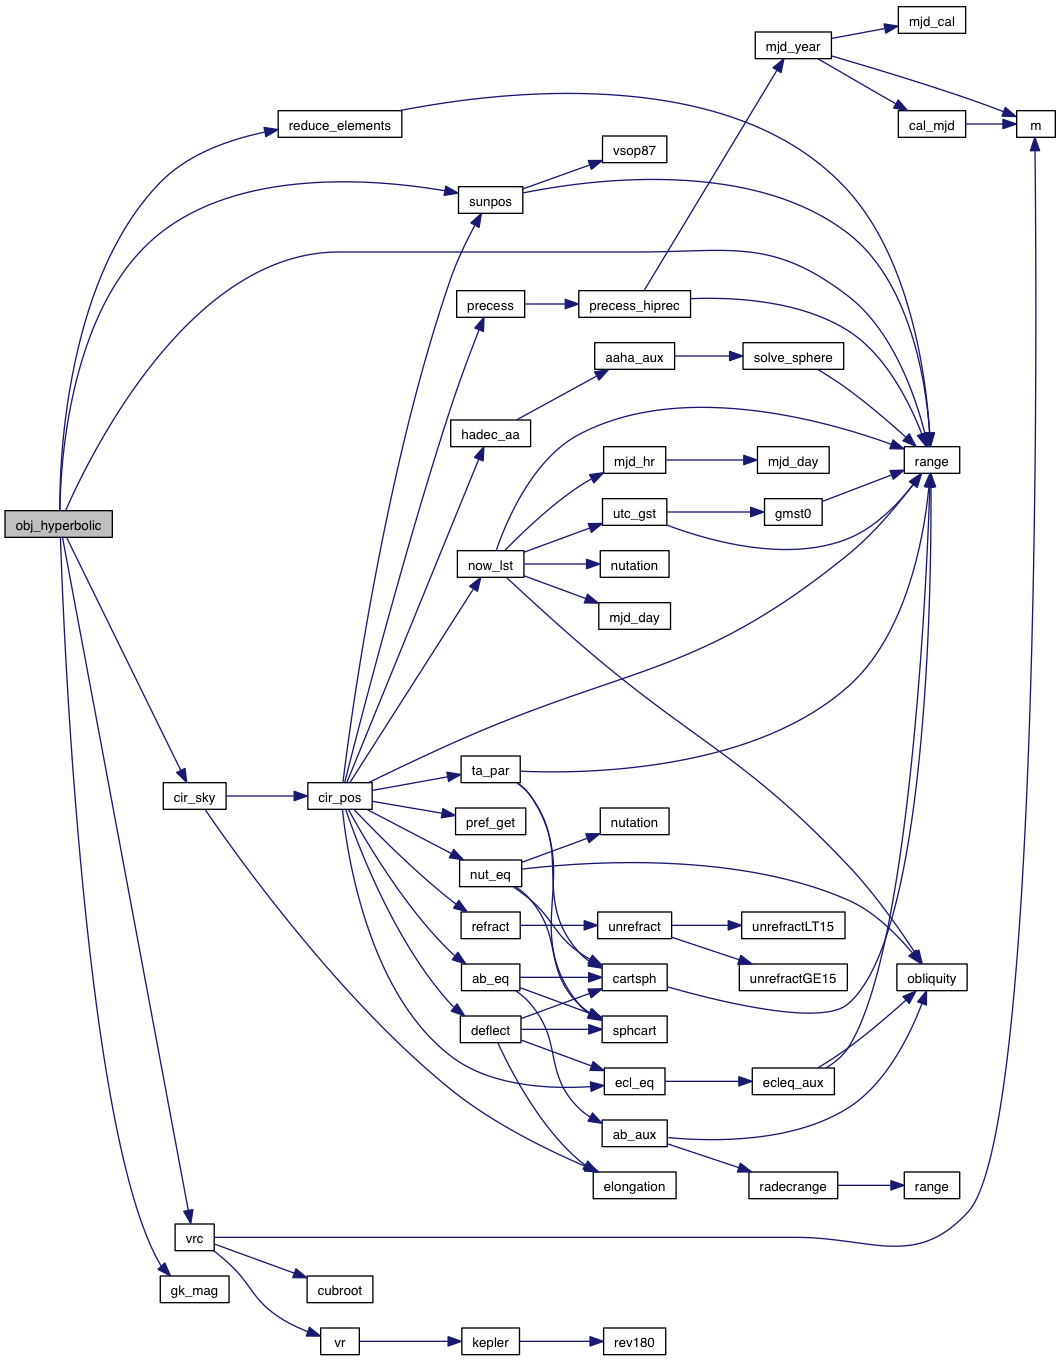 mjd_cal
mjd_year
reduce_elements
cal_mjd
m
vsop87
sunpos
precess
precess_hiprec
aaha_aux
solve_sphere
hadec_aa
mjd_hr
mjd_day
range
obj_hyperbolic
utc_gst
gmst0
now_lst
nutation
mjd_day
ta_par
cir_sky
cir_pos
pref_get
nutation
nut_eq
refract
unrefract
unrefractLT15
ab_eq
cartsph
unrefractGE15
obliquity
deflect
sphcart
ecl_eq
ecleq_aux
ab_aux
elongation
radecrange
range
vrc
gk_mag
cubroot
vr
kepler
rev180